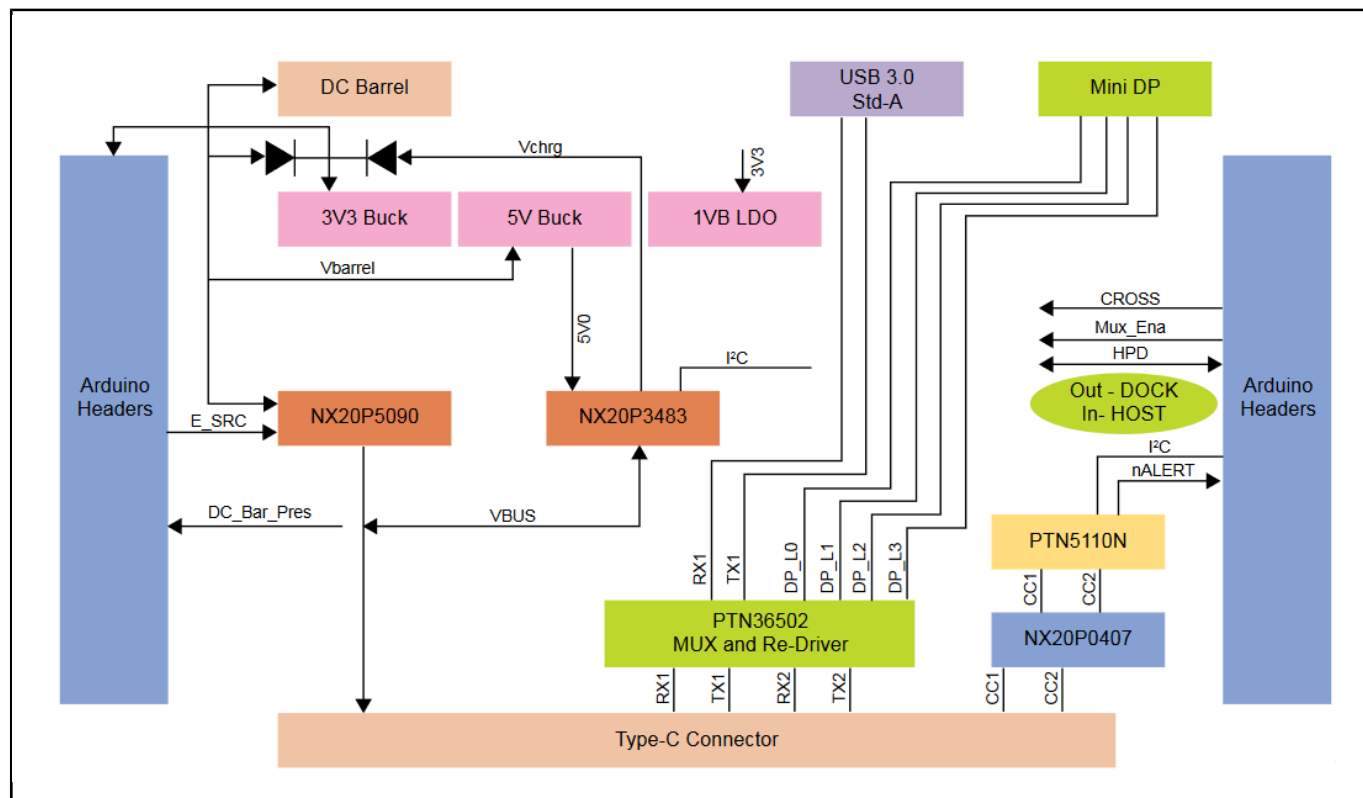 DC Barrel
USB 3.0
Std-A
Mini DP
Vchrg
3V3
3V3 Buck
5V Buck
1VB LDO
Vbarrel
CROSS
Mux_Ena
HPD
5V0
I²C
Arduino
Headers
Out - DOCK
In- HOST
Arduino
Headers
E_SRC
NX20P5090
NX20P3483
I²C
nALERT
DC_Bar_Pres
VBUS
PTN5110N
RX1
TX1
DP_L0
DP_L1
DP_L2
DP_L3
CC1
CC2
PTN36502
MUX and Re-Driver
NX20P0407
RX1
TX1
RX2
TX2
CC1
CC2
Type-C Connector